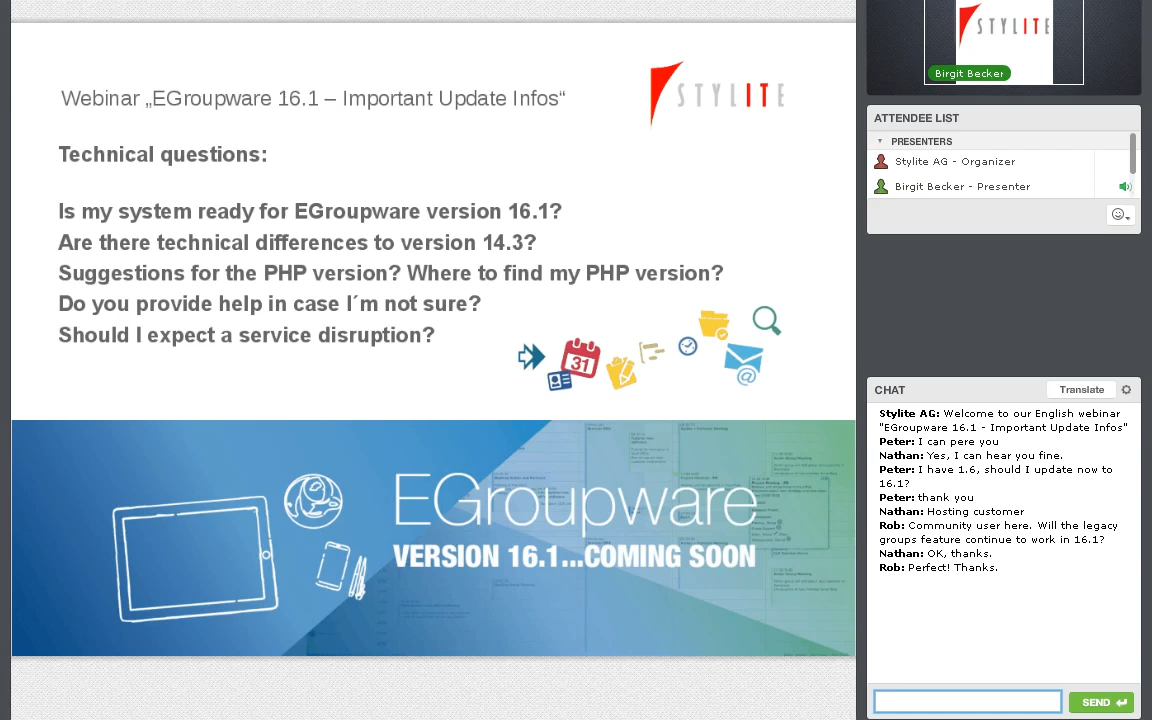 Webinar „EGroupware 16.1 – Important Update Infos“
STYLITE
Technical questions:
Is my system ready for EGroupware version 16.1?
Are there technical differences to version 14.3?
Suggestions for the PHP version? Where to find my PHP version?
Do you provide help in case I´m not sure?
Should I expect a service disruption?
31
@
EGroupware
VERSION 16.1...COMING SOON
STYLITE
Birgit Becker
ATTENDEE LIST
PRESENTERS
Stylite AG - Organizer
Birgit Becker - Presenter
CHAT
Translate
Stylite AG: Welcome to our English webinar
"EGroupware 16.1 - Important Update Infos"
Peter: I can pere you
Nathan: Yes, I can hear you fine.
Peter: I have 1.6, should I update now to
16.1?
Peter: thank you
Nathan: Hosting customer
Rob: Community user here. Will the legacy
groups feature continue to work in 16.1?
Nathan: OK, thanks.
Rob: Perfect! Thanks.
SEND